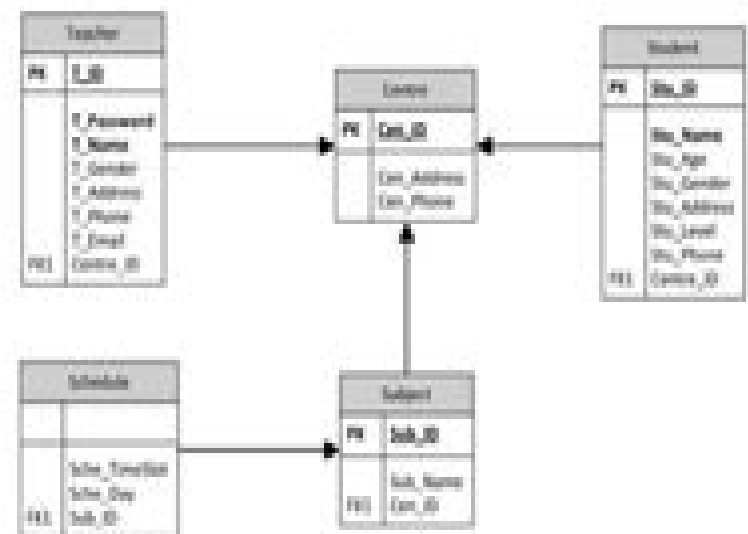 Teacher
PK T_ID
T_Password
T_Name
T_Gender
T_Address
T_Phone
T_Email
FK1 Centre_ID
Centre
PK Cen_ID
Cen_Address
Cen_Phone
Student
PK Stu_ID
Stu_Name
Stu_Age
Stu_Gender
Stu_Address
Stu_Level
Stu_Phone
FK1 Centre_ID
Schedule
Sche_TimeSlot
Sche_Day
FK1 Sub_ID
Subject
PK Sub_ID
Sub_Name
FK1 Cen_ID